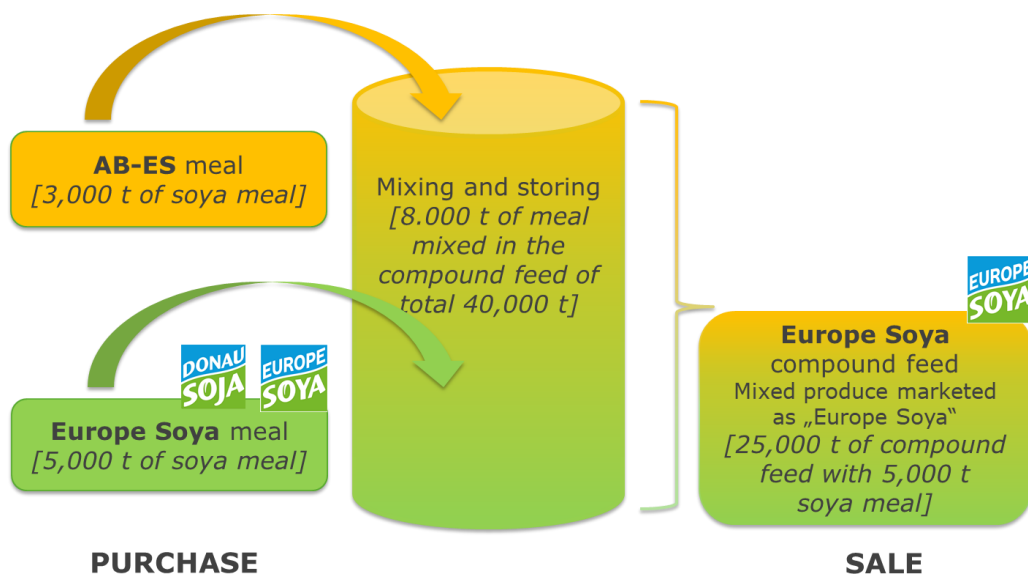 AB-ES meal
[3,000 t of soya meal]
Mixing and storing
[8.000 t of meal
mixed in the
compound feed of
total 40,000 t]
DONAU
SOJA
EUROPE
SOYA
Europe Soya meal
[5,000 t of soya meal]
EUROPE
SOYA
Europe Soya
compound feed
Mixed produce marketed
as „Europe Soya“
[25,000 t of compound
feed with 5,000 t
soya meal]
PURCHASE
SALE